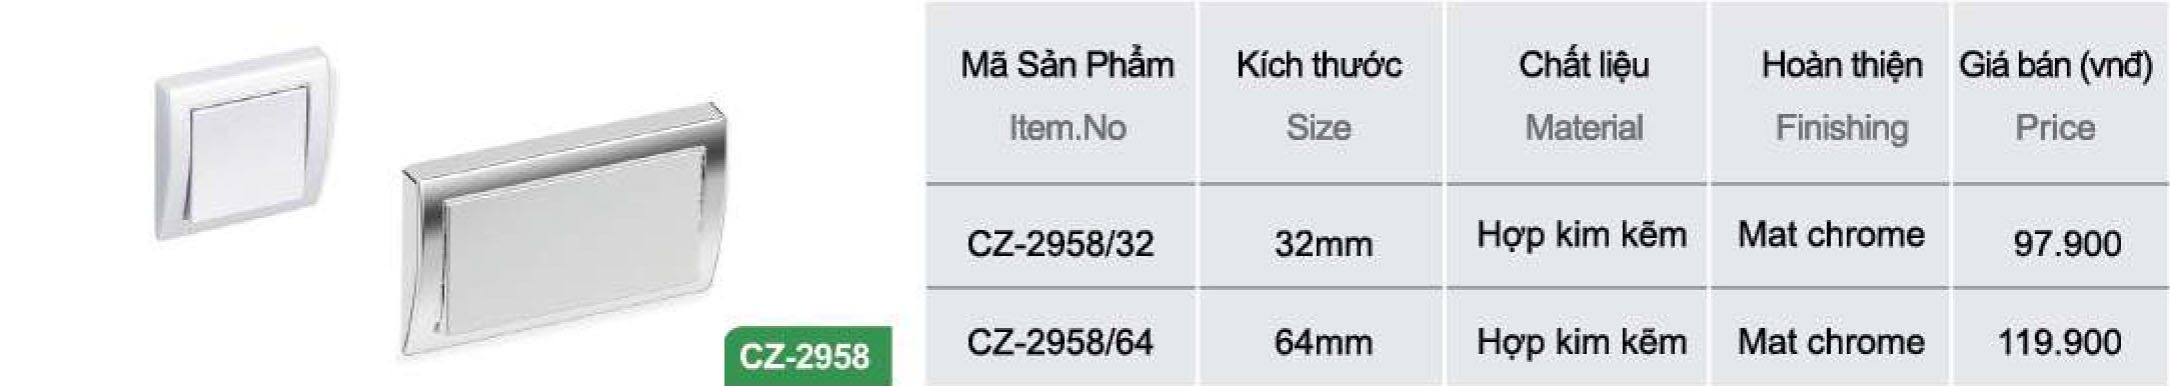 CZ-2958
Mã Sản Phẩm Kích thước Chất liệu Hoàn thiện Giá bán (vnđ)
Item.No Size Material Finishing Price
CZ-2958/32 32mm Hợp kim kẽm Mat chrome 97.900
CZ-2958/64 64mm Hợp kim kẽm Mat chrome 119.900